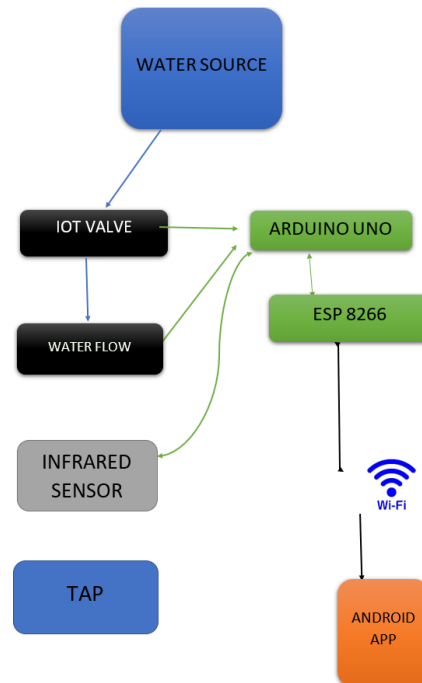 WATER SOURCE
IOT VALVE
ARDUINO UNO
ESP 8266
WATER FLOW
INFRARED
SENSOR
Wi-Fi
TAP
ANDROID
APP